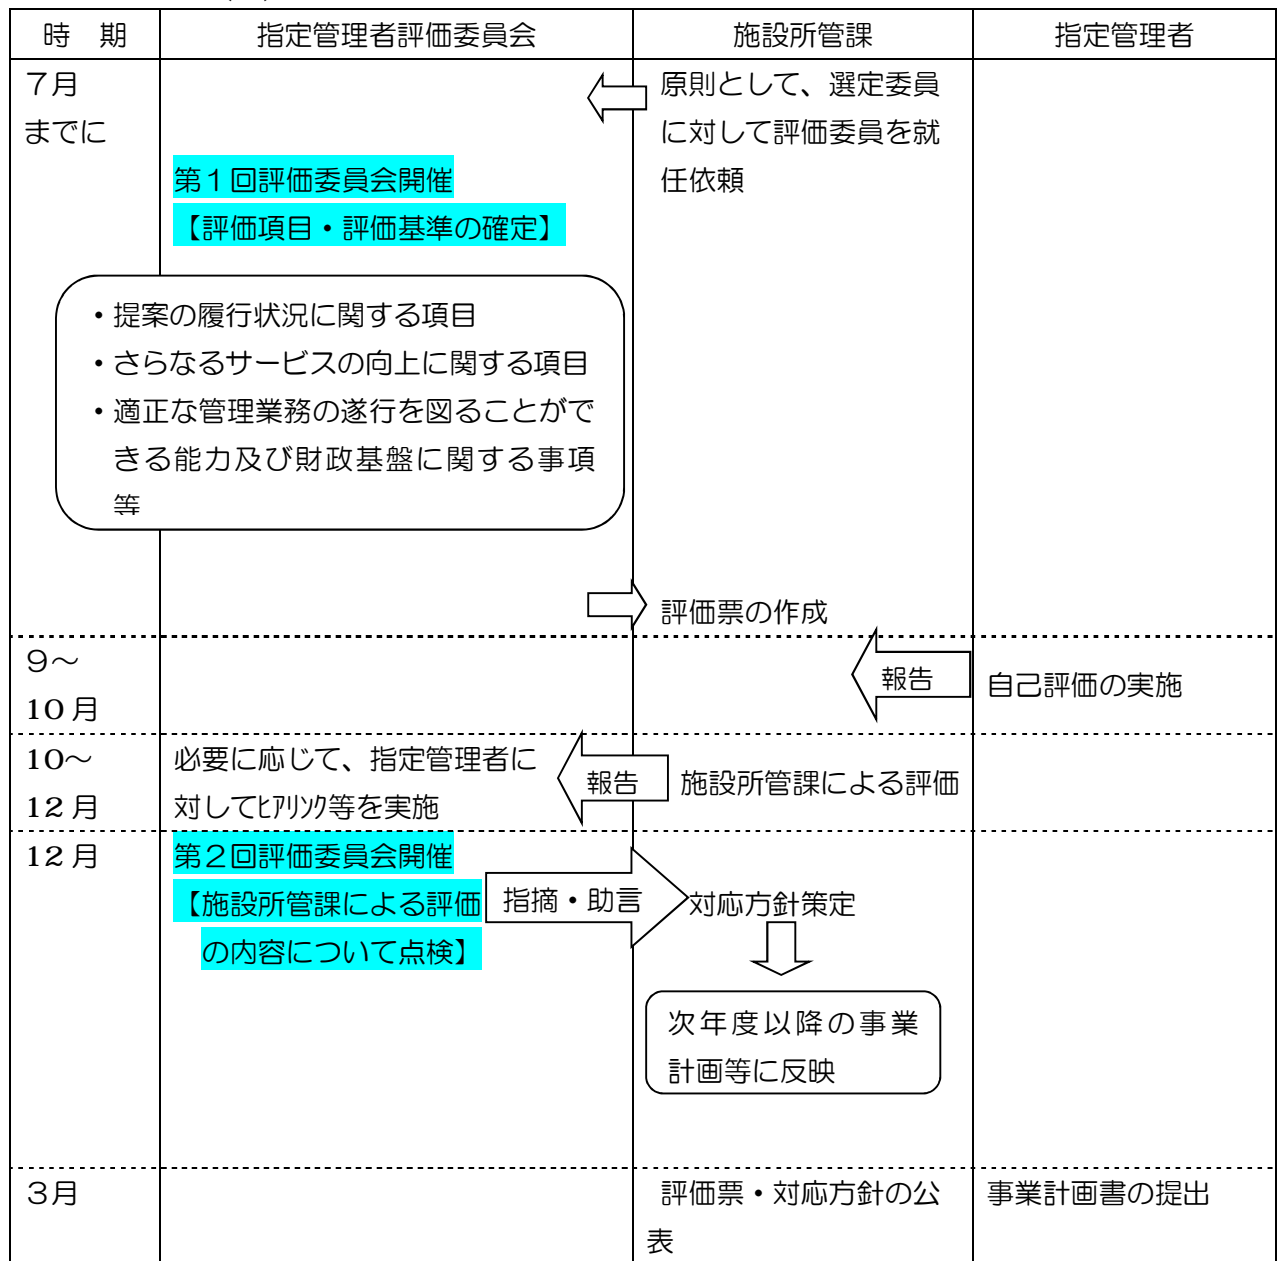 時　期
指定管理者評価委員会
施設所管課
指定管理者
７月
までに
原則として、選定委員
に対して評価委員を就
任依頼
第１回評価委員会開催
【評価項目・評価基準の確定】
・提案の履行状況に関する項目
・さらなるサービスの向上に関する項目
・適正な管理業務の遂行を図ることがで
きる能力及び財政基盤に関する事項
等
評価票の作成
９～
10 月
報告
自己評価の実施
10～
12 月
必要に応じて、指定管理者に
対してﾋｱﾘﾝｸ等を実施
報告
施設所管課による評価
12 月
第２回評価委員会開催
【施設所管課による評価
の内容について点検】
指摘・助言
対応方針策定
次年度以降の事業
計画等に反映
３月
評価票・対応方針の公
表
事業計画書の提出